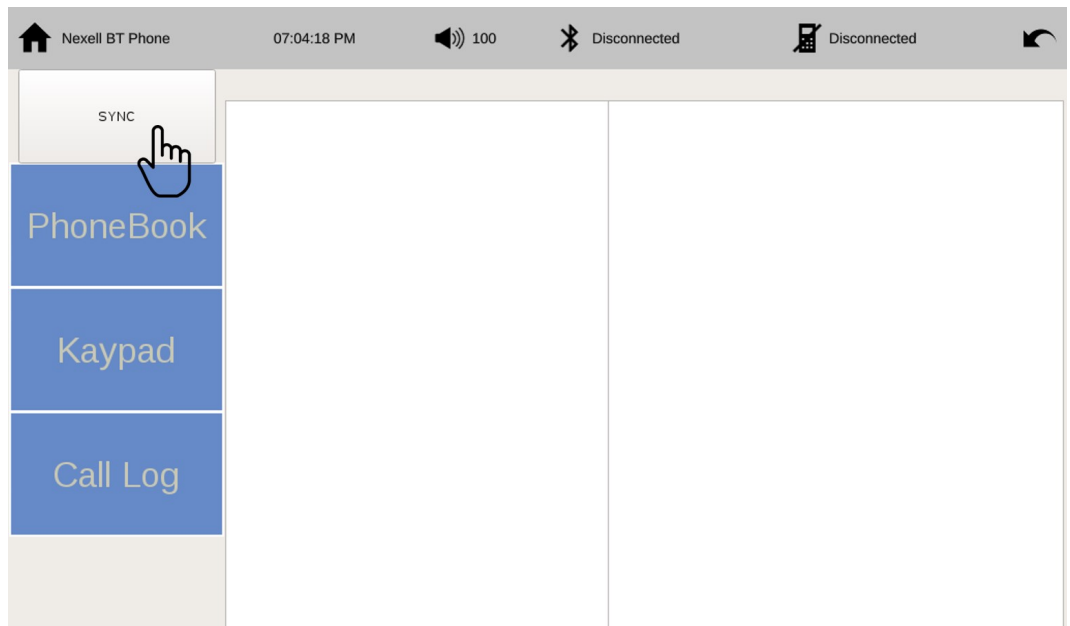 Nexell BT Phone 07:04:18 PM 100 Disconnected Disconnected
SYNC
PhoneBook
Kaypad
Call Log